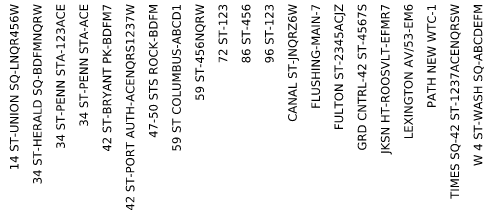 14 ST-UNION SQ-LNQR456W
34 ST-HERALD SQ-BDFMNQRW
34 ST-PENN STA-123ACE
34 ST-PENN STA-ACE
42 ST-BRYANT PK-BDFM7
42 ST-PORT AUTH-ACENQRS1237W
47-50 STS ROCK-BDFM
59 ST COLUMBUS-ABCD1
59 ST-456NQRW
72 ST-123
86 ST-456
96 ST-123
CANAL ST-JNQRZ6W
FLUSHING-MAIN-7
FULTON ST-2345ACJZ
GRD CNTRL-42 ST-4567S
JKSN HT-ROOSVLT-EFMR7
LEXINGTON AV/53-EM6
PATH NEW WTC-1
TIMES SQ-42 ST-1237ACENQRSW
W 4 ST-WASH SQ-ABCDEFM